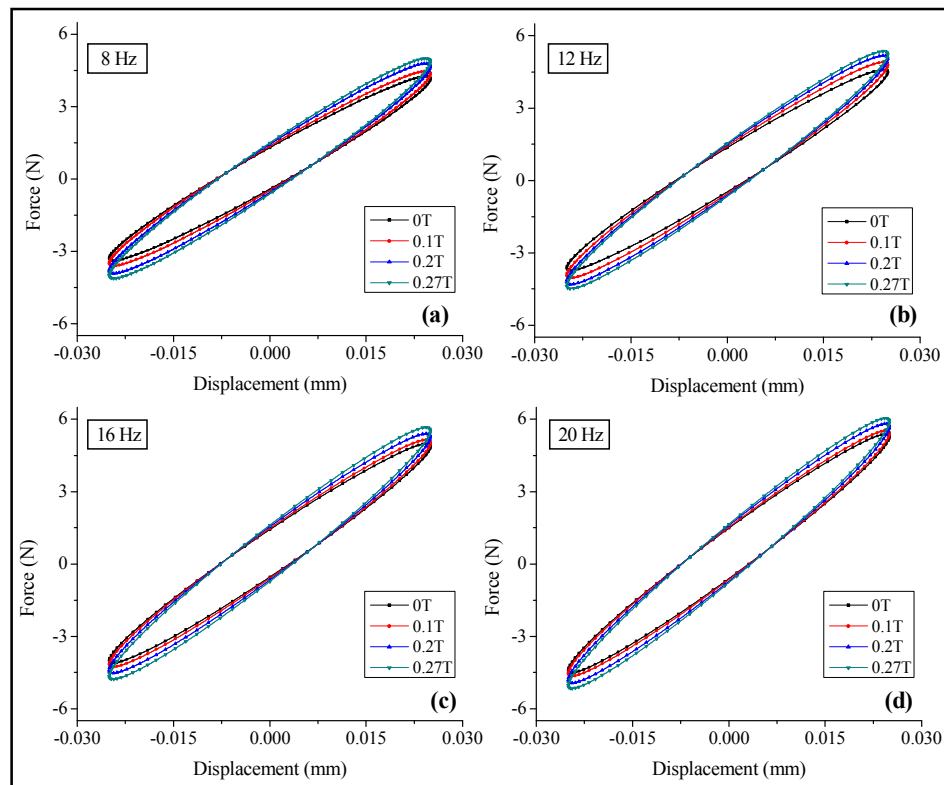 8 Hz
Force (N)
6
3
0
-3
-6
0T
0.1T
0.2T
0.27T
(a)
-0.030 -0.015 0.000 0.015 0.030
Displacement (mm)
12 Hz
Force (N)
6
3
0
-3
-6
0T
0.1T
0.2T
0.27T
(b)
-0.030 -0.015 0.000 0.015 0.030
Displacement (mm)
16 Hz
Force (N)
6
3
0
-3
-6
0T
0.1T
0.2T
0.27T
(c)
-0.030 -0.015 0.000 0.015 0.030
Displacement (mm)
20 Hz
Force (N)
6
3
0
-3
-6
0T
0.1T
0.2T
0.27T
(d)
-0.030 -0.015 0.000 0.015 0.030
Displacement (mm)